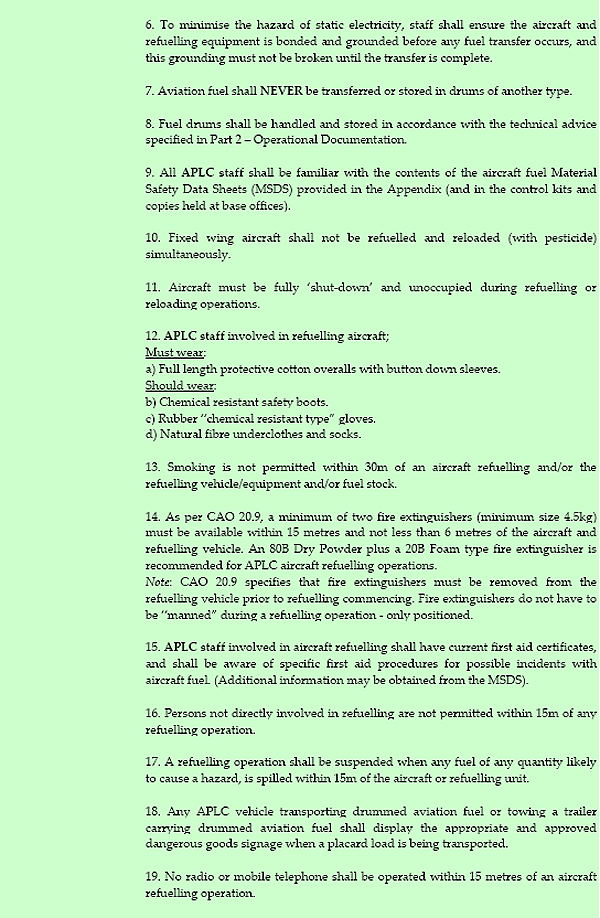 6. To minimise the hazard of static electricity, staff shall ensure the aircraft and
refuelling equipment is bonded and grounded before any fuel transfer occurs, and
this grounding must not be broken until the transfer is complete.
7. Aviation fuel shall NEVER be transferred or stored in drums of another type.
8. Fuel drums shall be handled and stored in accordance with the technical advice
specified in Part 2 – Operational Documentation.
9. All APLC staff shall be familiar with the contents of the aircraft fuel Material
Safety Data Sheets (MSDS) provided in the Appendix (and in the control kits and
copies held at base offices).
10. Fixed wing aircraft shall not be refuelled and reloaded (with pesticide)
simultaneously.
11. Aircraft must be fully ‘shut-down’ and unoccupied during refuelling or
reloading operations.
12. APLC staff involved in refuelling aircraft;
Must wear:
a) Full length protective cotton overalls with button down sleeves.
Should wear:
b) Chemical resistant safety boots.
c) Rubber “chemical resistant type” gloves.
d) Natural fibre underclothes and socks.
13. Smoking is not permitted within 30m of an aircraft refuelling and/or the
refuelling vehicle/equipment and/or fuel stock.
14. As per CAO 20.9, a minimum of two fire extinguishers (minimum size 4.5kg)
must be available within 15 metres and not less than 6 metres of the aircraft and
refuelling vehicle. An 80B Dry Powder plus a 20B Foam type fire extinguisher is
recommended for APLC aircraft refuelling operations.
Note: CAO 20.9 specifies that fire extinguishers must be removed from the
refuelling vehicle prior to refuelling commencing. Fire extinguishers do not have to
be “manned” during a refuelling operation - only positioned.
15. APLC staff involved in aircraft refuelling shall have current first aid certificates,
and shall be aware of specific first aid procedures for possible incidents with
aircraft fuel. (Additional information may be obtained from the MSDS).
16. Persons not directly involved in refuelling are not permitted within 15m of any
refuelling operation.
17. A refuelling operation shall be suspended when any fuel of any quantity likely
to cause a hazard, is spilled within 15m of the aircraft or refuelling unit.
18. Any APLC vehicle transporting drummed aviation fuel or towing a trailer
carrying drummed aviation fuel shall display the appropriate and approved
dangerous goods signage when a placard load is being transported.
19. No radio or mobile telephone shall be operated within 15 metres of an aircraft
refuelling operation.